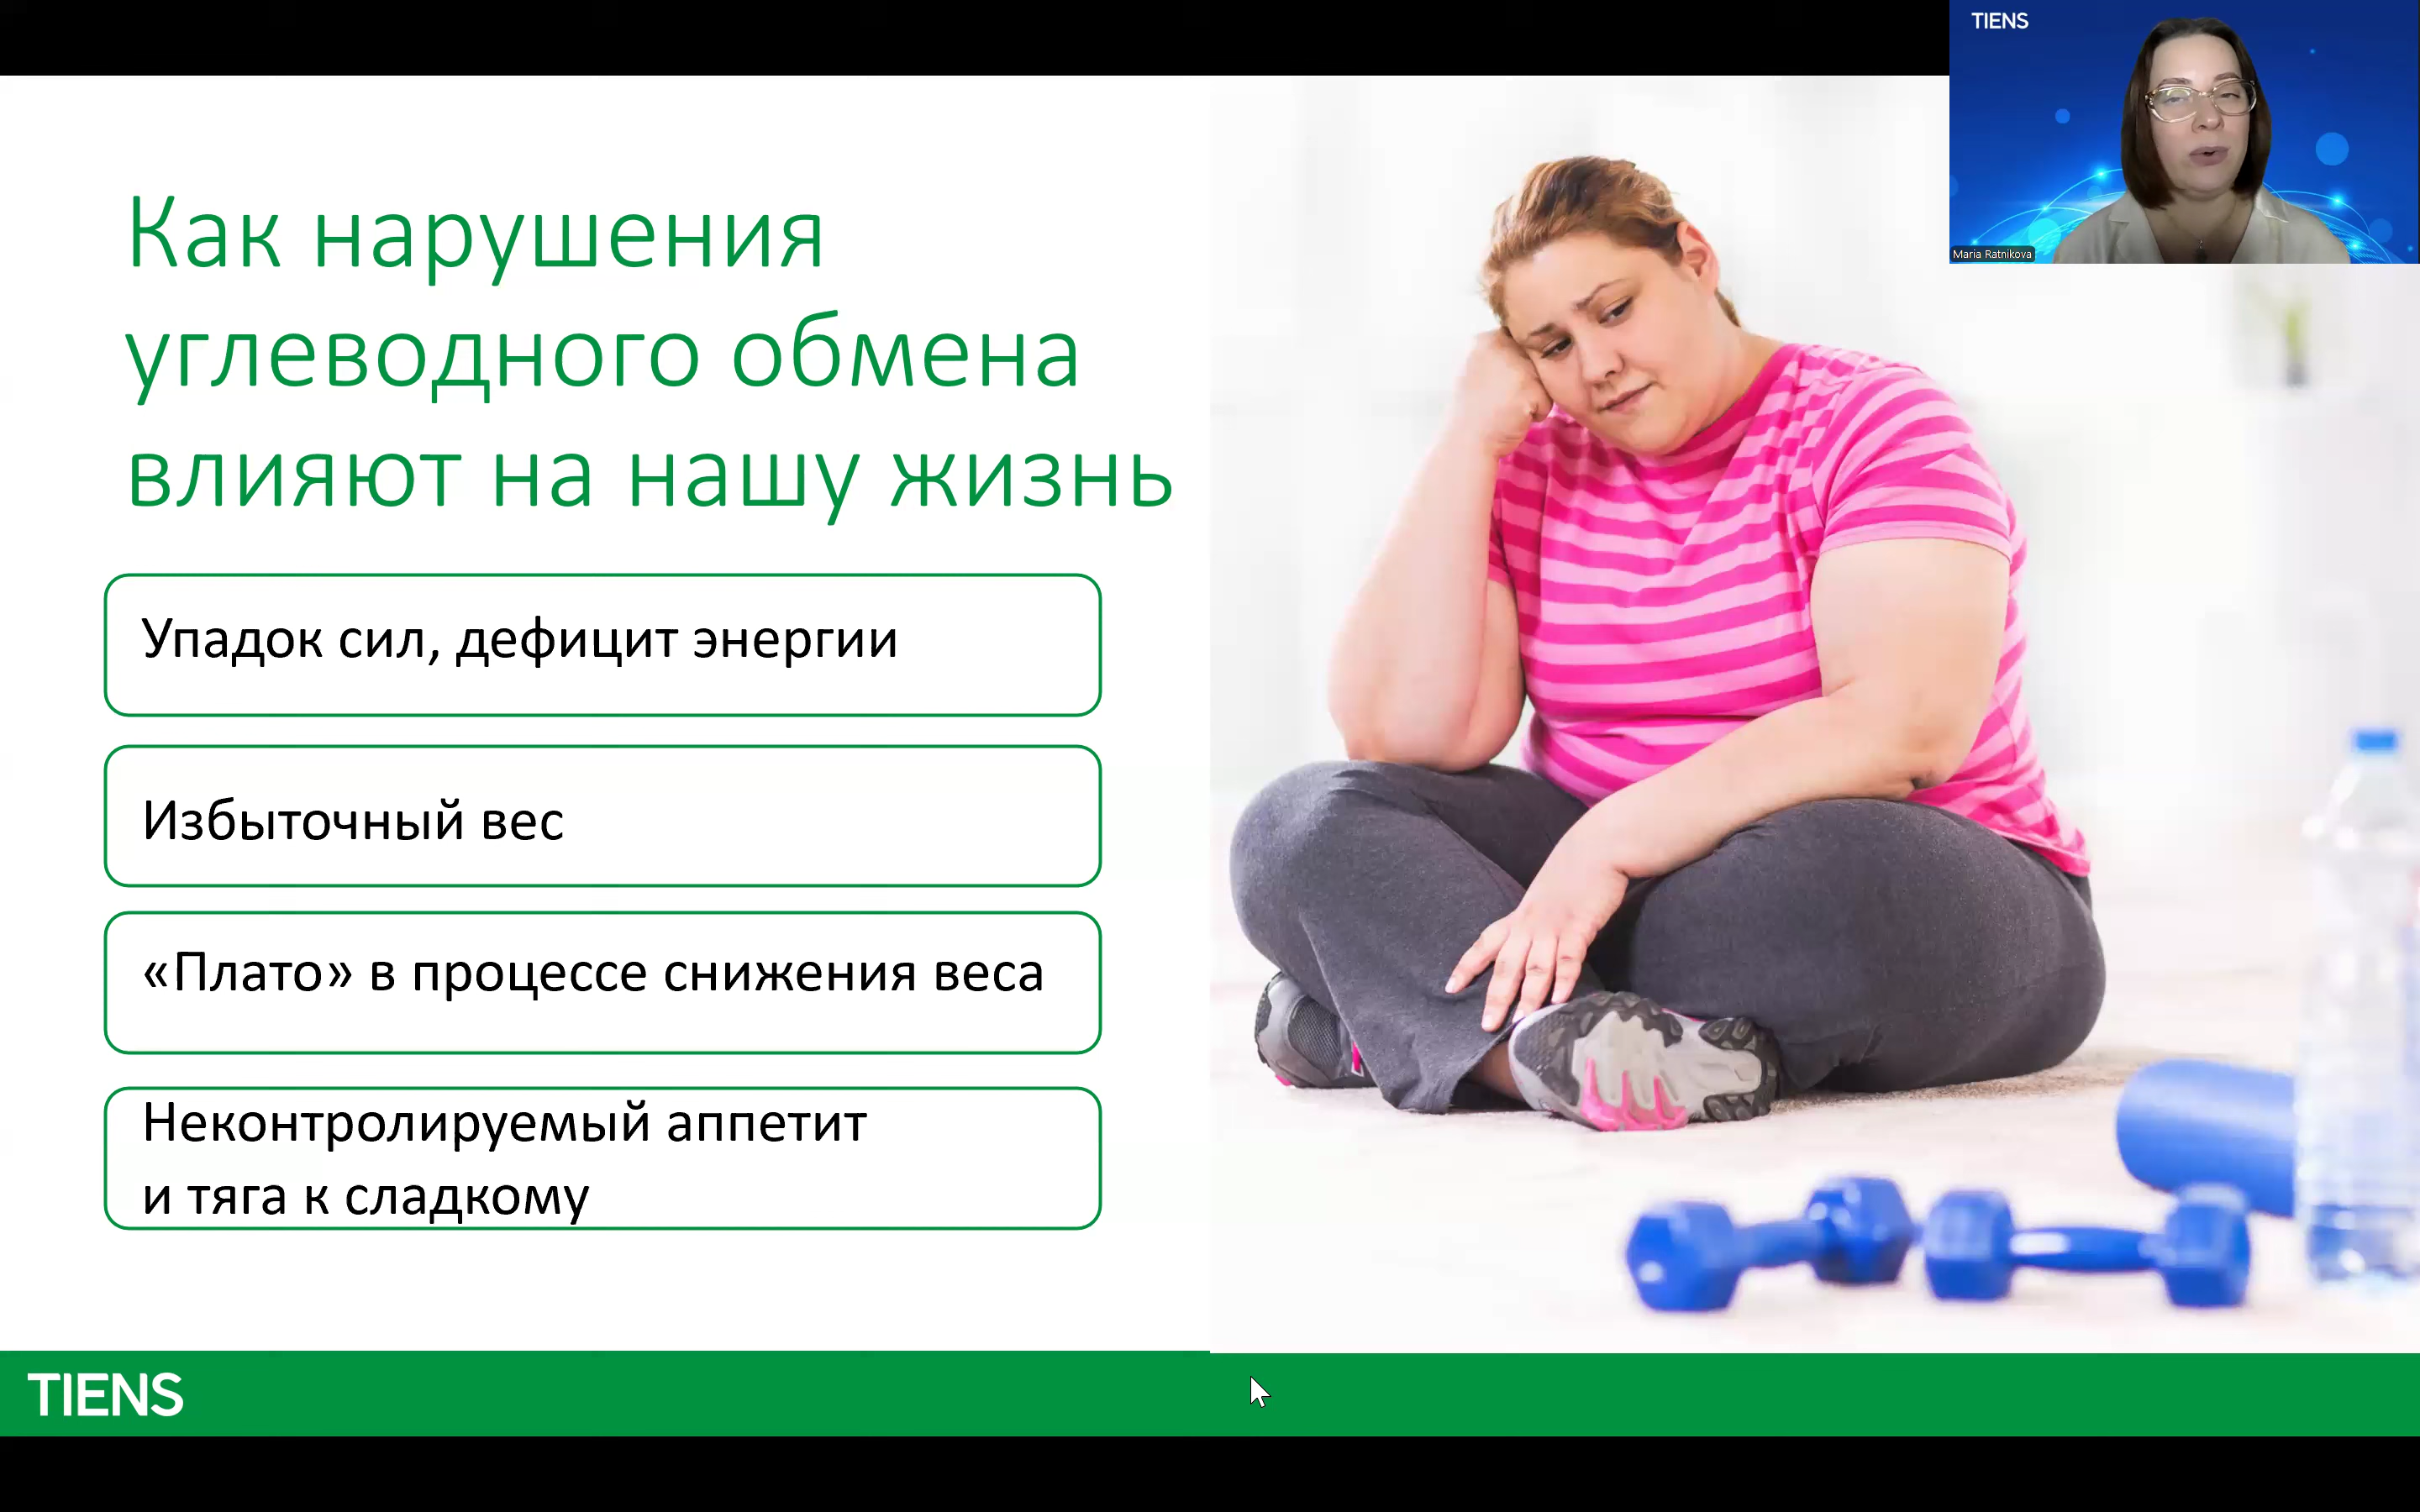 TIENS
Maria Ratnikova
Как нарушения
углеводного обмена
влияют на нашу жизнь
Упадок сил, дефицит энергии
Избыточный вес
«Плато» в процессе снижения веса
Неконтролируемый аппетит
и тяга к сладкому
TIENS